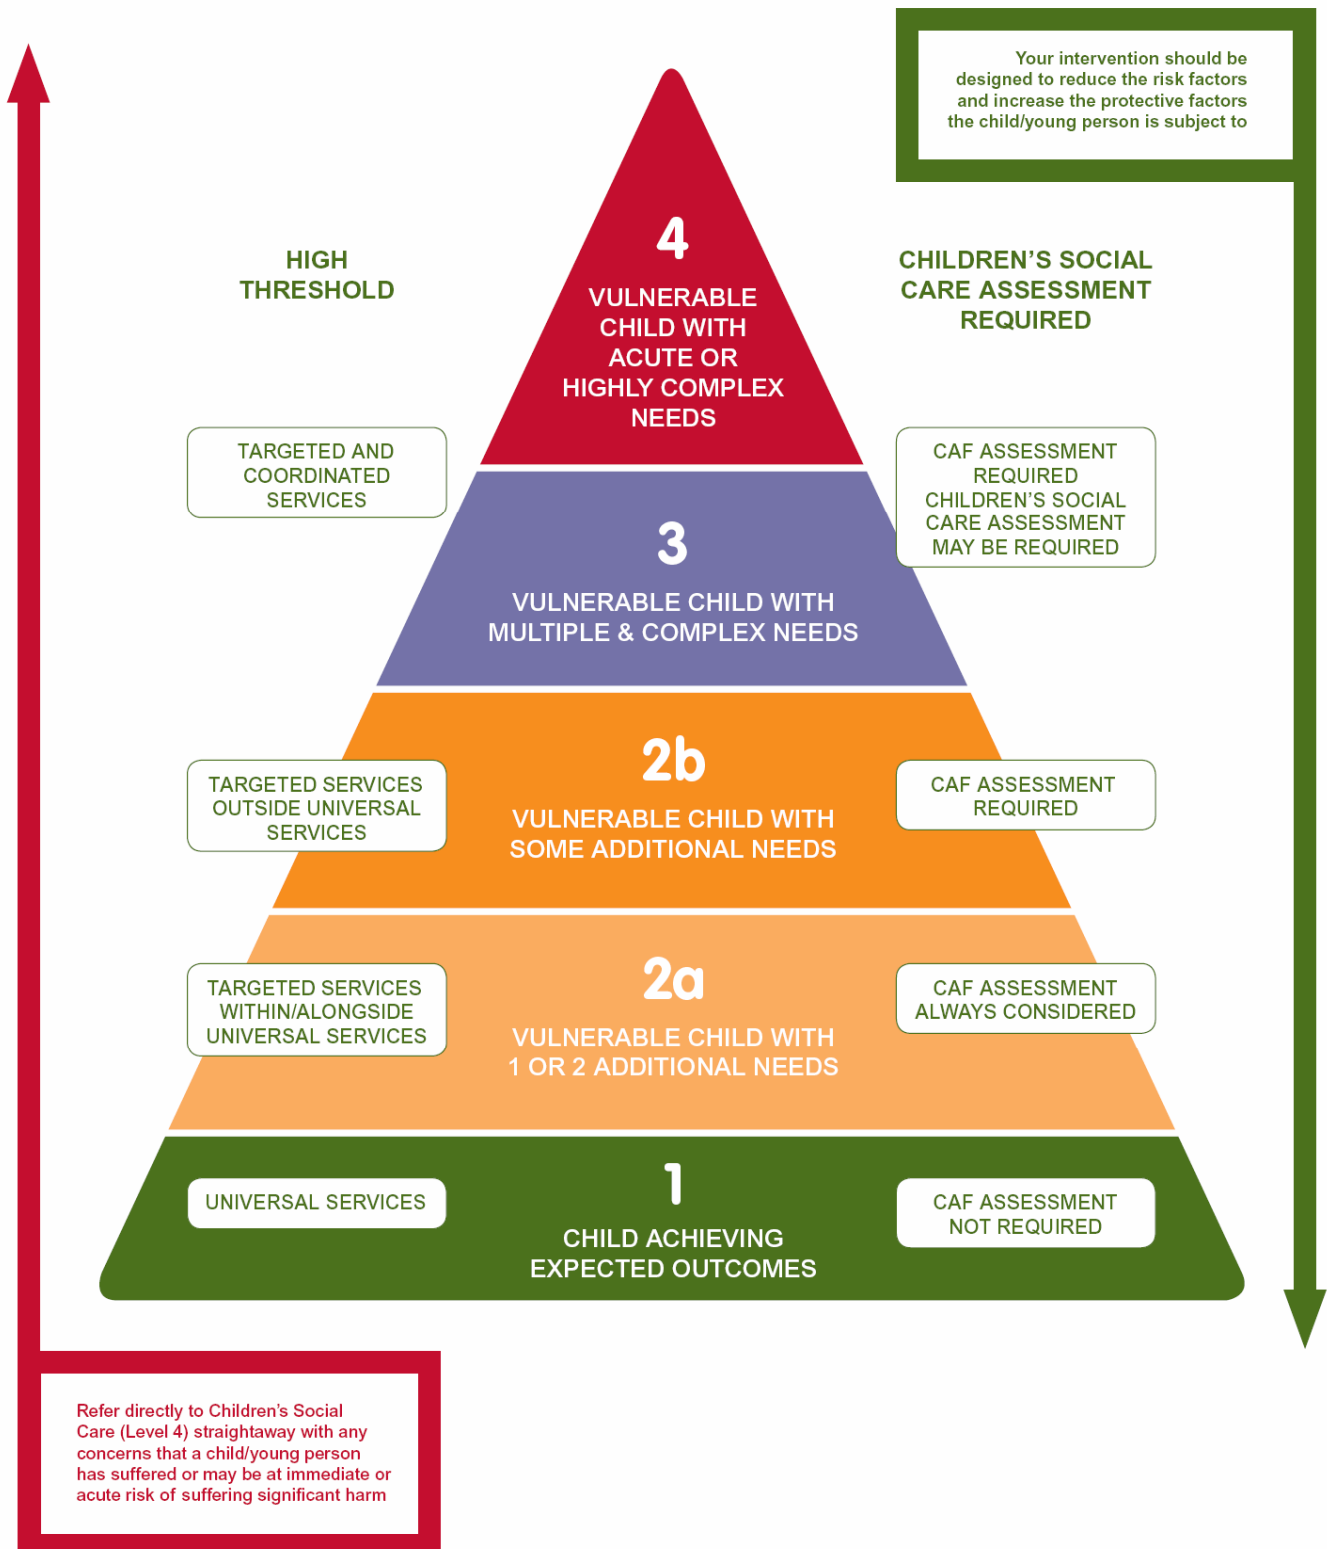 Your intervention should be
designed to reduce the risk factors
and increase the protective factors
the child/young person is subject to
HIGH
THRESHOLD
4
VULNERABLE
CHILD WITH
ACUTE OR
HIGHLY COMPLEX
NEEDS
CHILDREN’S SOCIAL
CARE ASSESSMENT
REQUIRED
TARGETED AND
COORDINATED
SERVICES
3
VULNERABLE CHILD WITH
MULTIPLE & COMPLEX NEEDS
CAF ASSESSMENT
REQUIRED
CHILDREN’S SOCIAL
CARE ASSESSMENT
MAY BE REQUIRED
TARGETED SERVICES
OUTSIDE UNIVERSAL
SERVICES
2b
VULNERABLE CHILD WITH
SOME ADDITIONAL NEEDS
CAF ASSESSMENT
REQUIRED
TARGETED SERVICES
WITHIN/ALONGSIDE
UNIVERSAL SERVICES
2a
VULNERABLE CHILD WITH
1 OR 2 ADDITIONAL NEEDS
CAF ASSESSMENT
ALWAYS CONSIDERED
UNIVERSAL SERVICES
1
CHILD ACHIEVING
EXPECTED OUTCOMES
CAF ASSESSMENT
NOT REQUIRED
Refer directly to Children’s Social
Care (Level 4) straightaway with any
concerns that a child/young person
has suffered or may be at immediate or
acute risk of suffering significant harm